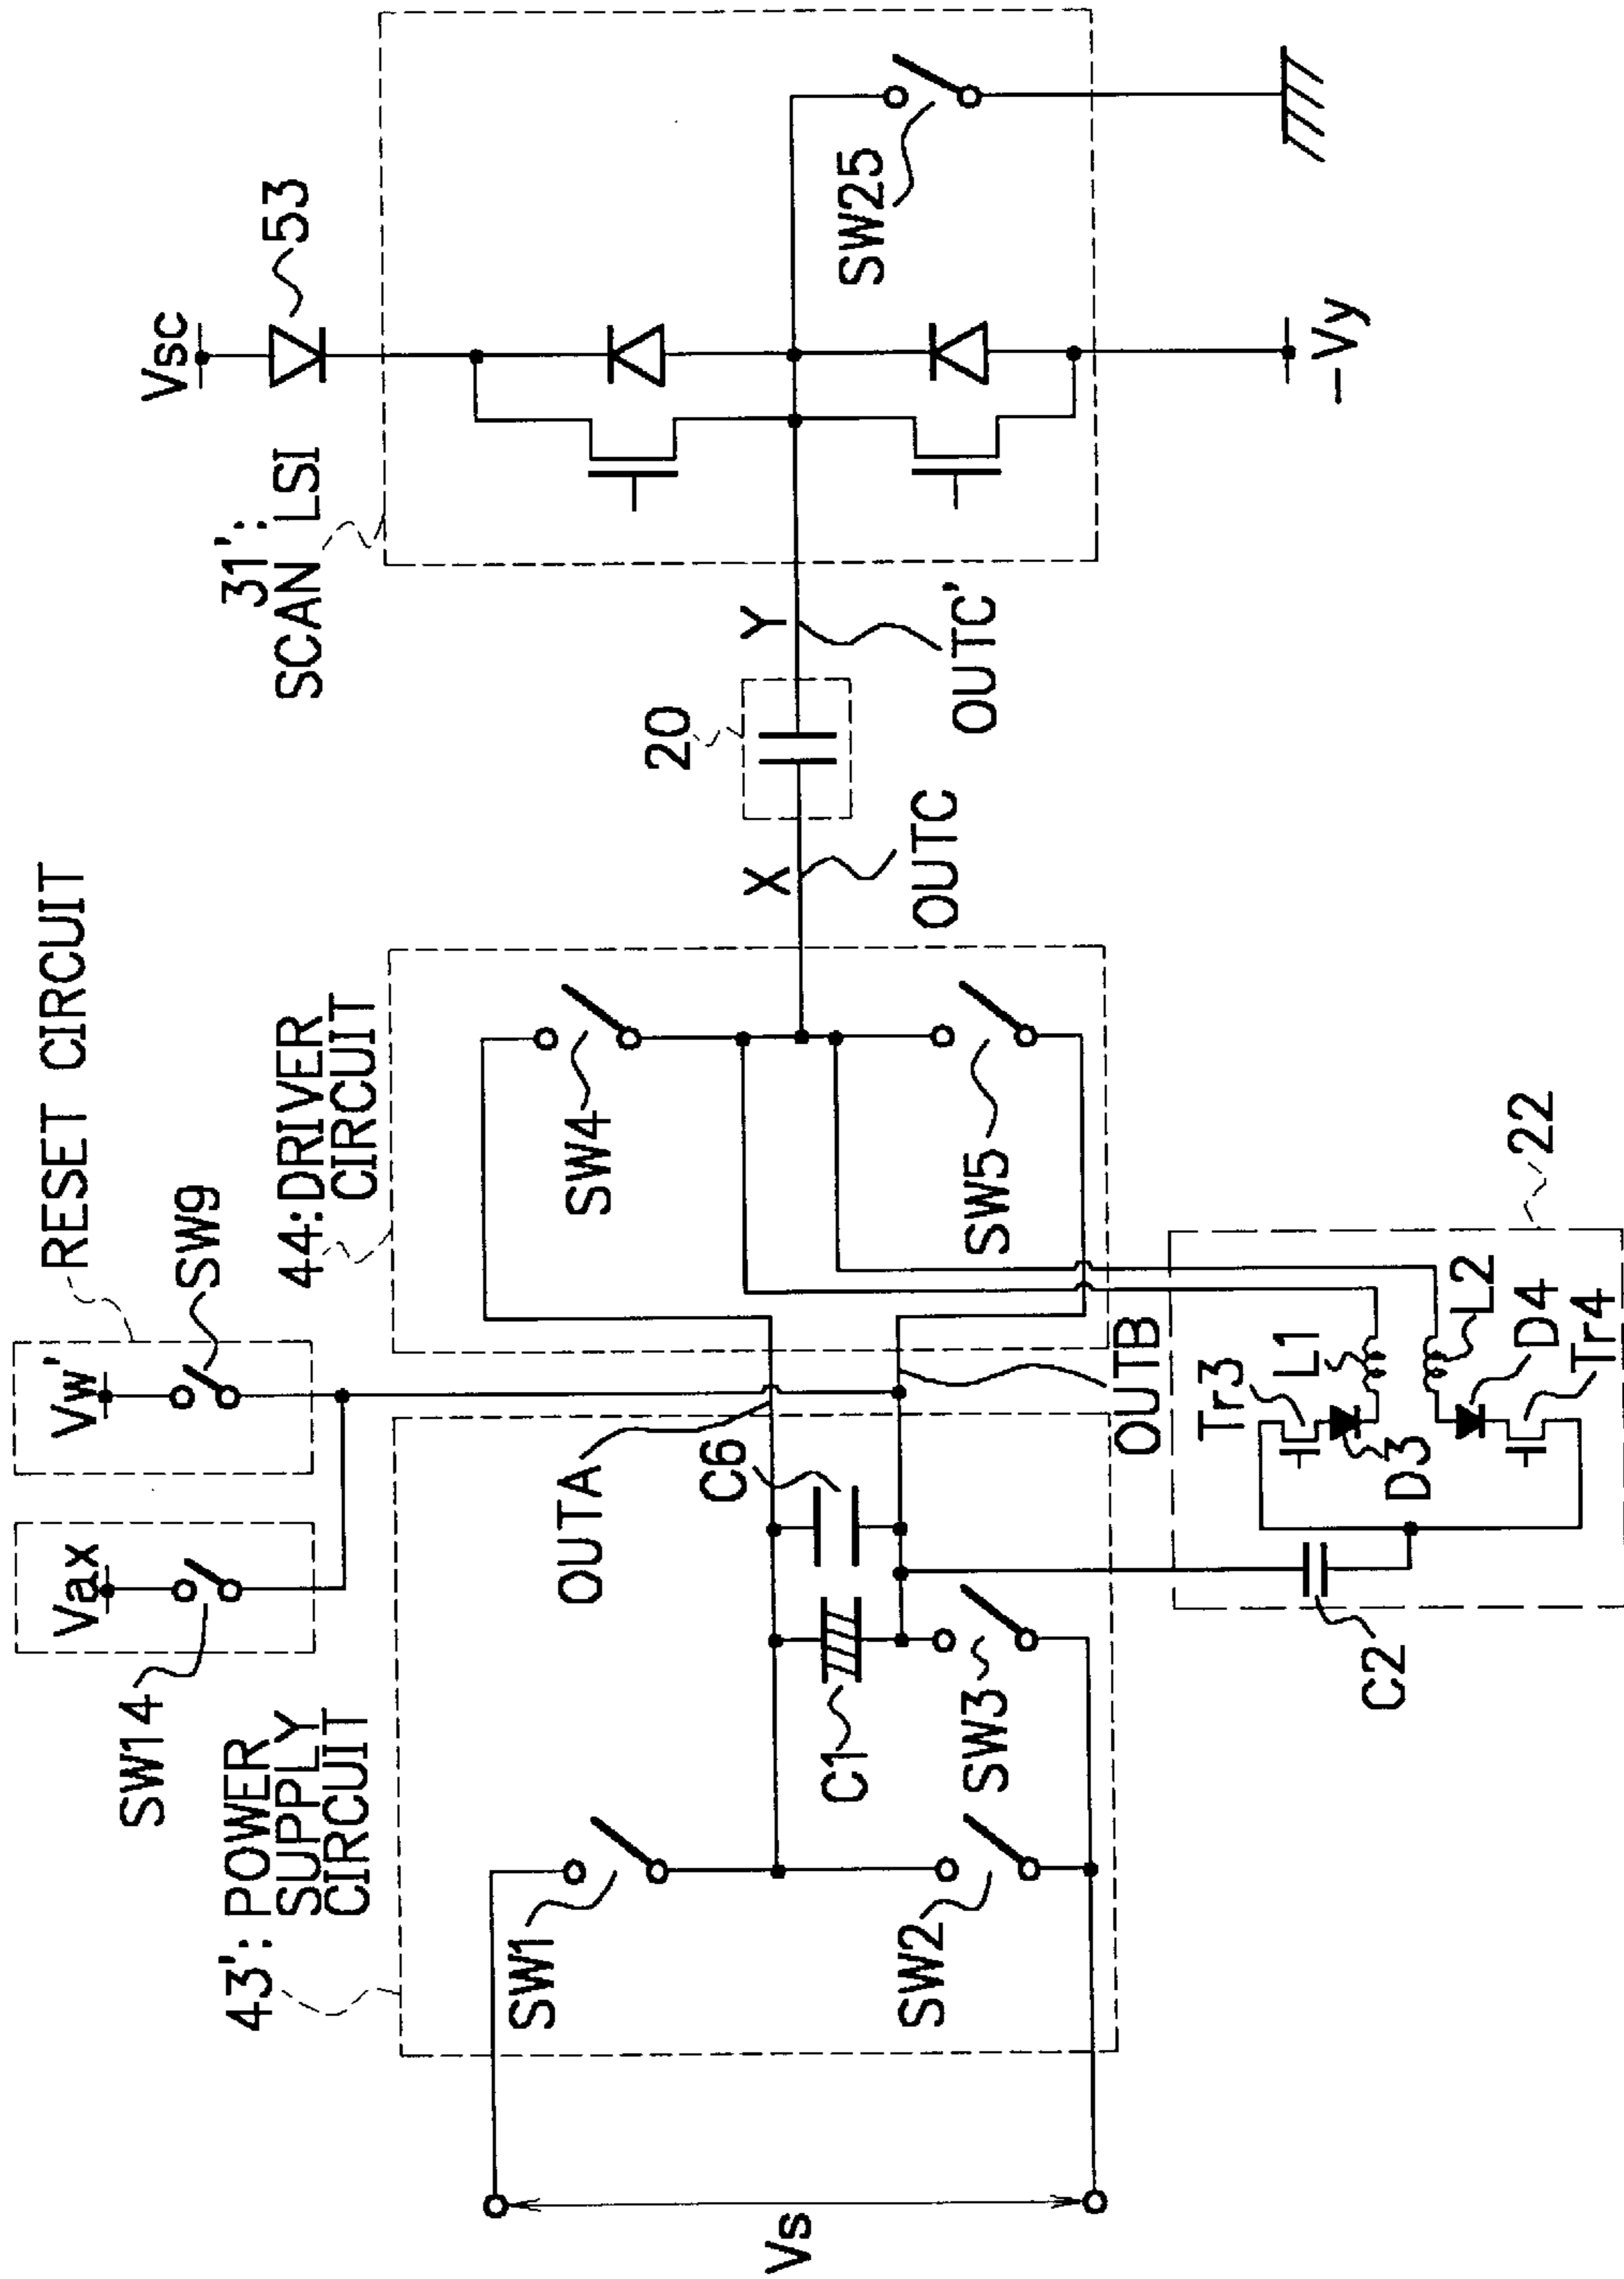 RESET CIRCUIT
Vax
Vw'
SW14
SW9
43': POWER
SUPPLY
CIRCUIT
44: DRIVER
CIRCUIT
31':
SCAN LSI
Vsc
53
SW1
OUTA
SW4
C6
20
X
Y
Vs
C1
SW2
SW3
SW5
OUTC
OUTC'
SW25
OUTB
-Vy
C2
Tr3
L1
D3
L2
D4
Tr4
22